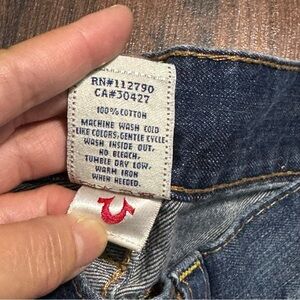 RN#112790
CA#30427
100% COTTON
MACHINE WASH COLD
LIKE COLORS, GENTLE CYCLE
WASH INSIDE OUT,
NO BLEACH,
TUMBLE DRY LOW,
WARM IRON
WHEN NEEDED.